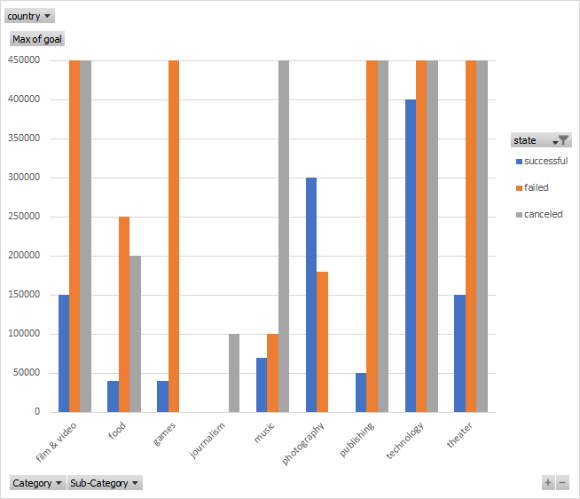 country
Max of goal
450000
400000
350000
300000
250000
200000
150000
100000
50000
0
film & video
food
games
journalism
music
photography
publishing
technology
theater
state
successful
failed
canceled
Category Sub-Category
+ −